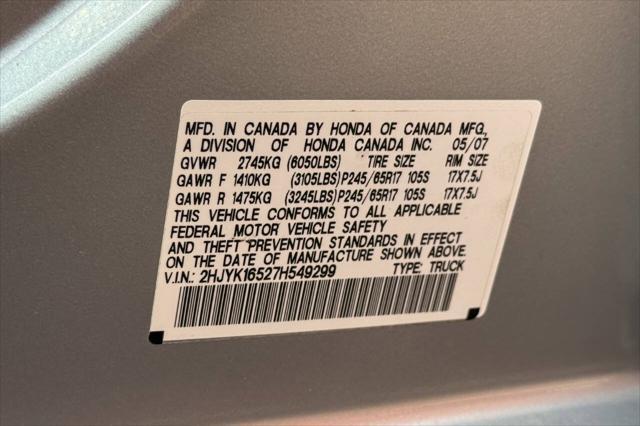 MFD. IN CANADA BY HONDA OF CANADA MFG.,
A DIVISION OF HONDA CANADA INC. 05/07
GVWR 2745KG (6050LBS) TIRE SIZE RIM SIZE
GAWR F 1410KG (3105LBS) P245/65R17 105S 17X7.5J
GAWR R 1475KG (3245LBS) P245/65R17 105S 17X7.5J
THIS VEHICLE CONFORMS TO ALL APPLICABLE
FEDERAL MOTOR VEHICLE SAFETY
AND THEFT PREVENTION STANDARDS IN EFFECT
ON THE DATE OF MANUFACTURE SHOWN ABOVE.
V.I.N.: 2HJYK16527H549299 TYPE: TRUCK